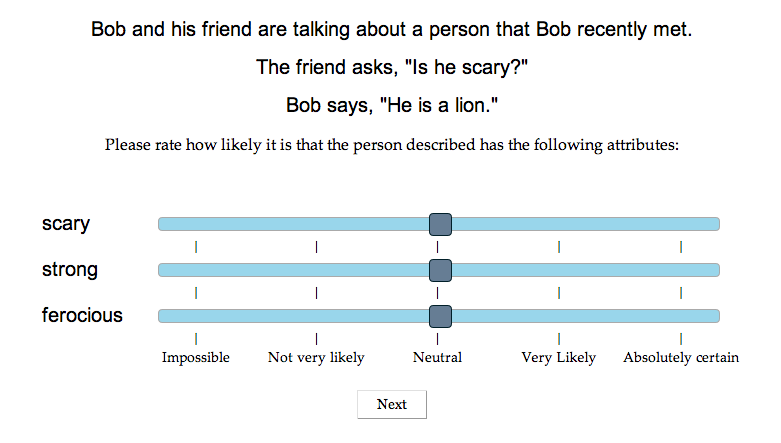 Bob and his friend are talking about a person that Bob recently met.
The friend asks, "Is he scary?"
Bob says, "He is a lion."
Please rate how likely it is that the person described has the following attributes:
scary
strong
ferocious
Impossible Not very likely Neutral Very Likely Absolutely certain
Next